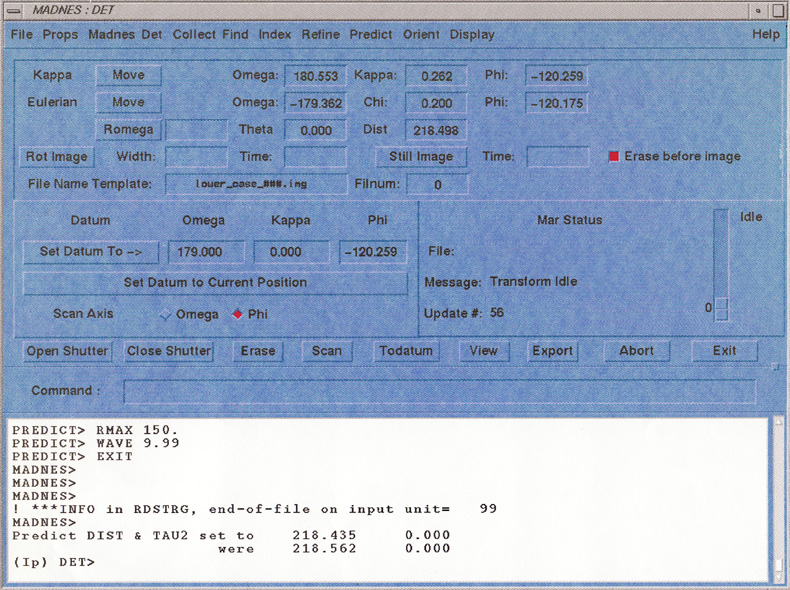 MADNES : DET
File Props Madnes Det Collect Find Index Refine Predict Orient Display Help
Kappa Move Omega: 180.553 Kappa: 0.262 Phi: −120.259
Eulerian Move Omega: −179.362 Chi: 0.200 Phi: −120.175
Romega Theta 0.000 Dist 218.498
Rot Image Width: Time: Still Image Time: Erase before image
File Name Template: lower_case_###.img Filnum: 0
Datum Omega Kappa Phi
Set Datum To −> 179.000 0.000 −120.259
Set Datum to Current Position
Scan Axis Omega Phi
Mar Status Idle
File:
Message: Transform Idle
Update #: 56 0
Open Shutter Close Shutter Erase Scan Todatum View Export Abort Exit
Command :
PREDICT> RMAX 150.
PREDICT> WAVE 9.99
PREDICT> EXIT
MADNES>
MADNES>
MADNES>
! ***INFO in RDSTRG, end-of-file on input unit= 99
MADNES>
Predict DIST & TAU2 set to 218.435 0.000
were 218.562 0.000
(Ip) DET>